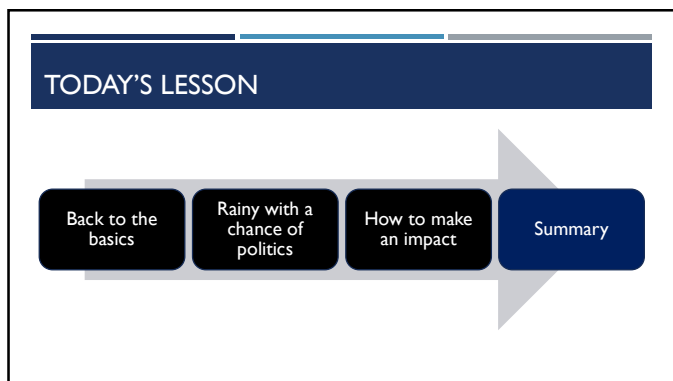 TODAY'S LESSON
Back to the
basics
Rainy with a
chance of
politics
How to make
an impact
Summary